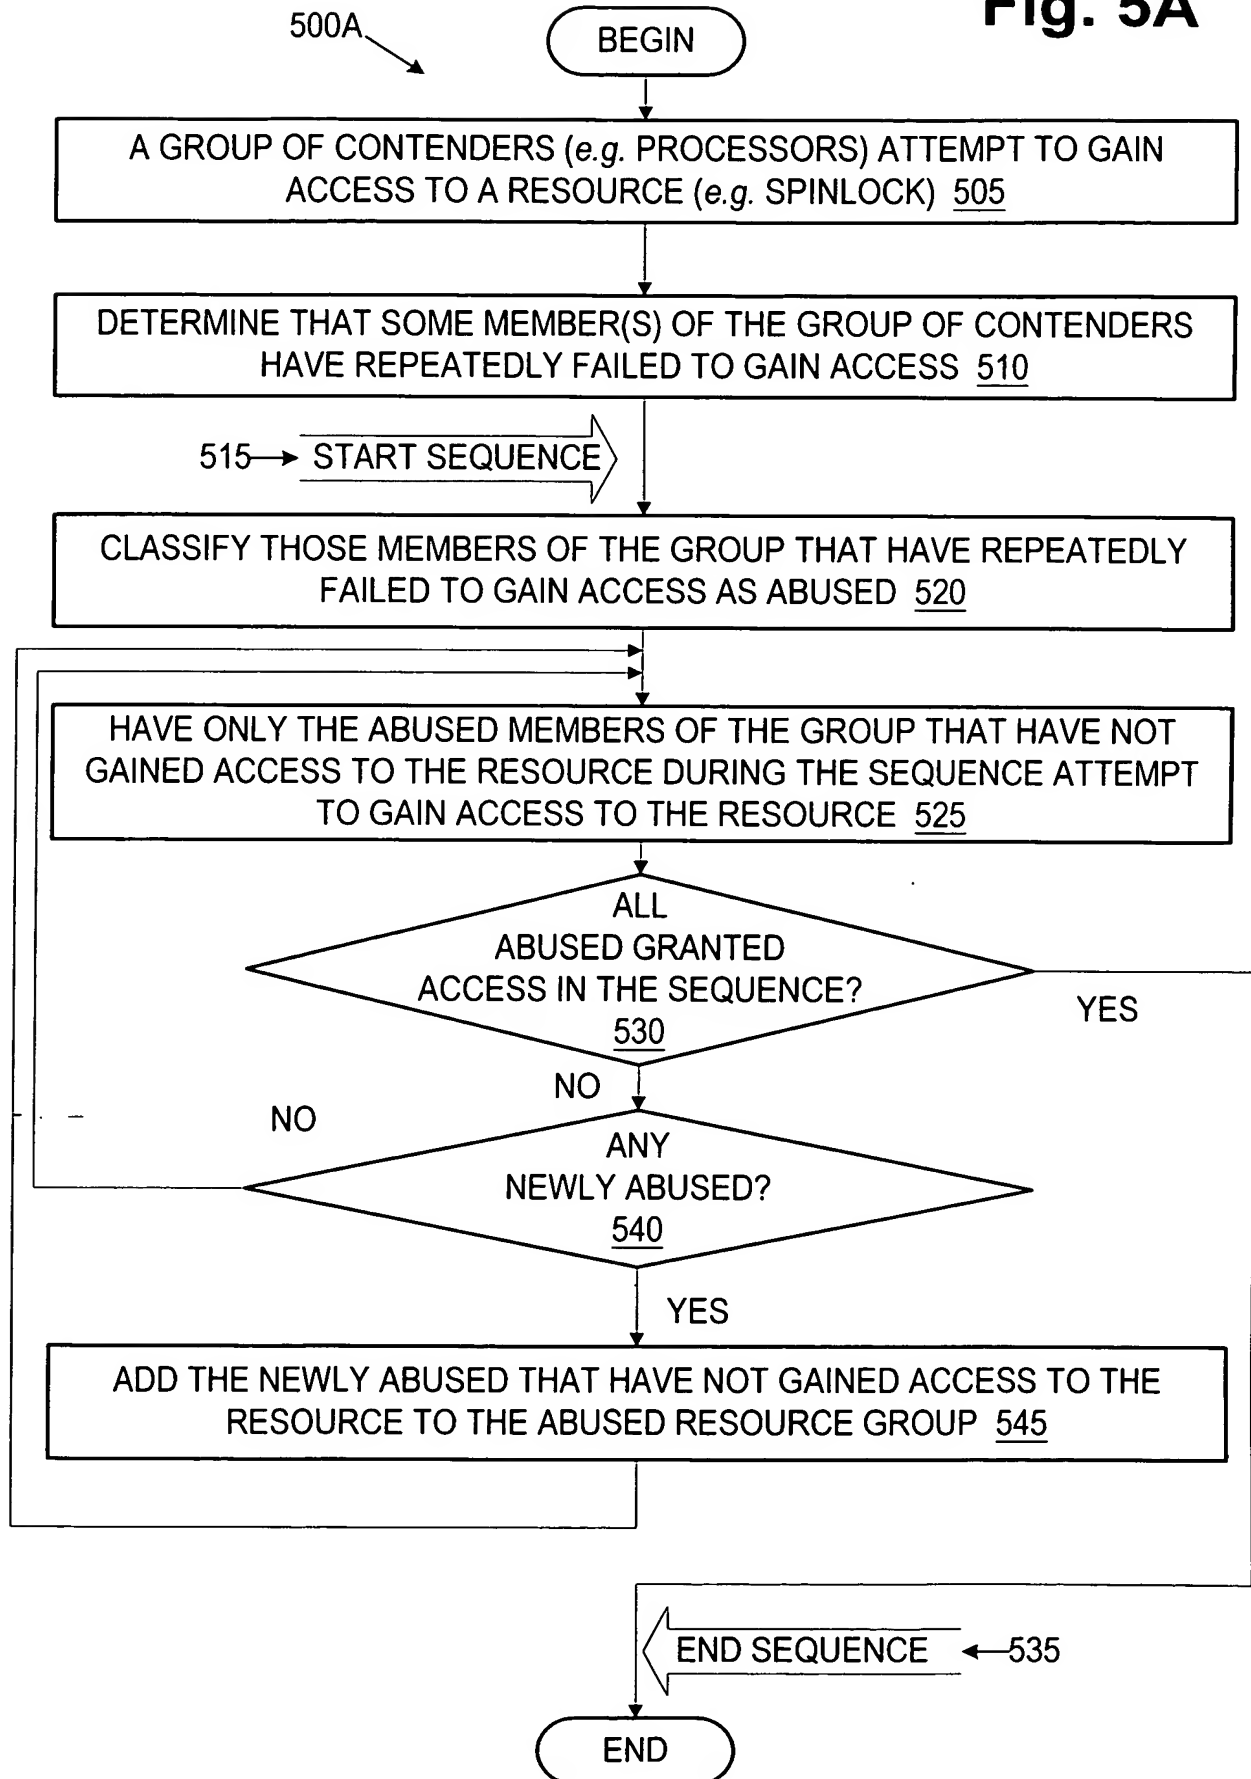 Fig. 5A
500A
BEGIN
A GROUP OF CONTENDERS (e.g. PROCESSORS) ATTEMPT TO GAIN
ACCESS TO A RESOURCE (e.g. SPINLOCK) 505
DETERMINE THAT SOME MEMBER(S) OF THE GROUP OF CONTENDERS
HAVE REPEATEDLY FAILED TO GAIN ACCESS 510
515 START SEQUENCE
CLASSIFY THOSE MEMBERS OF THE GROUP THAT HAVE REPEATEDLY
FAILED TO GAIN ACCESS AS ABUSED 520
HAVE ONLY THE ABUSED MEMBERS OF THE GROUP THAT HAVE NOT
GAINED ACCESS TO THE RESOURCE DURING THE SEQUENCE ATTEMPT
TO GAIN ACCESS TO THE RESOURCE 525
ALL
ABUSED GRANTED
ACCESS IN THE SEQUENCE?
530
YES
NO
NO
ANY
NEWLY ABUSED?
540
YES
ADD THE NEWLY ABUSED THAT HAVE NOT GAINED ACCESS TO THE
RESOURCE TO THE ABUSED RESOURCE GROUP 545
END SEQUENCE 535
END